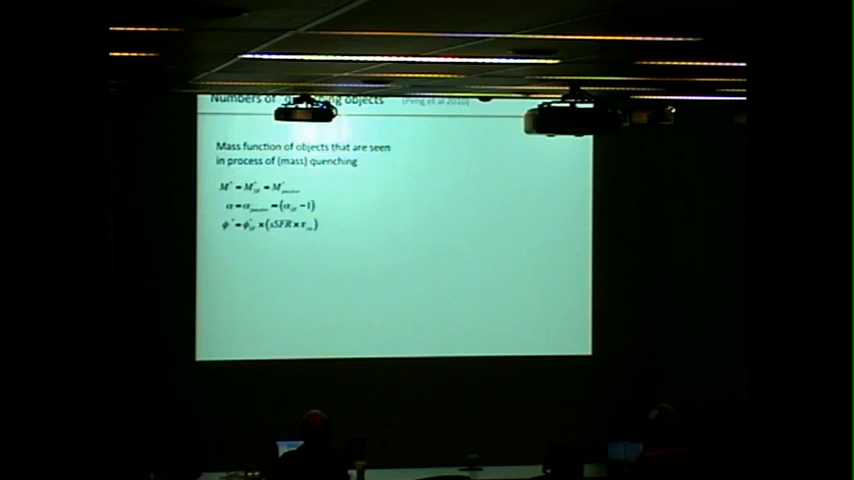 Numbers of objects (Peng et al 2010)
Mass function of objects that are seen
in process of (mass) quenching
M* = M*SF = M*passive
α = αpassive = (αSF − 1)
ϕ* = ϕ*SF × (sSFR × τ)